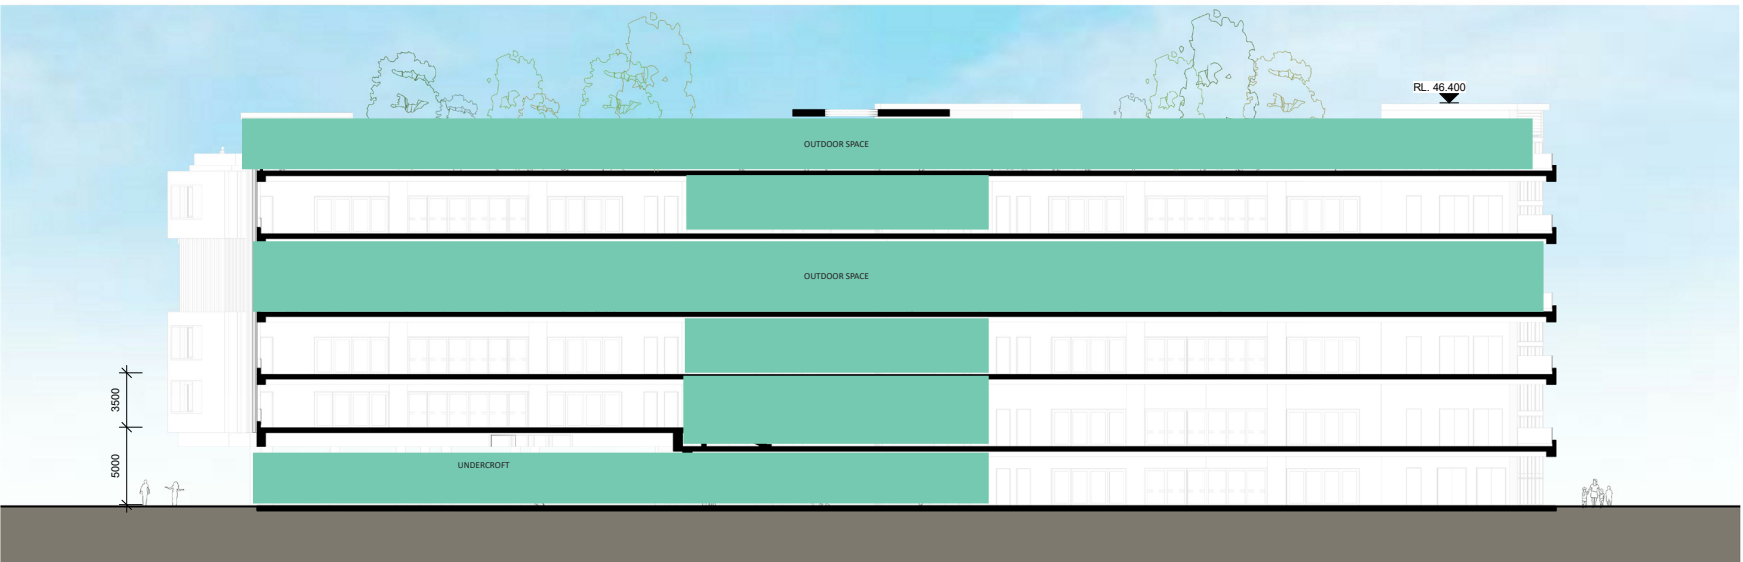 RL. 46.400
OUTDOOR SPACE
OUTDOOR SPACE
3500
5000
UNDERCROFT